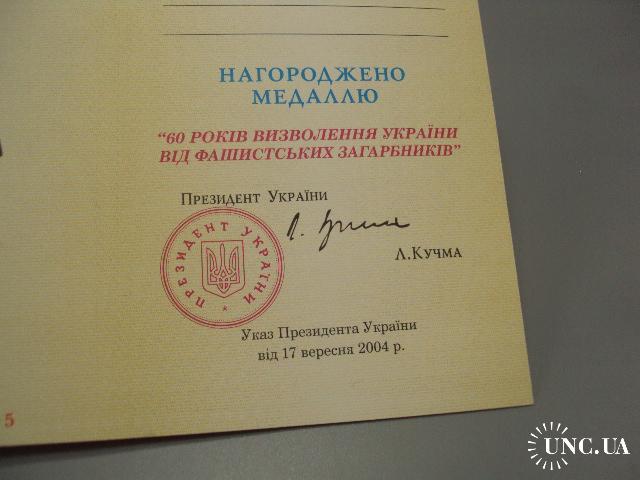 НАГОРОДЖЕНО
МЕДАЛЛЮ
“60 РОКІВ ВИЗВОЛЕННЯ УКРАЇНИ
ВІД ФАШИСТСЬКИХ ЗАГАРБНИКІВ”
ПРЕЗИДЕНТ УКРАЇНИ
ПРЕЗИДЕНТ УКРАЇНИ
Л.КУЧМА
Указ Президента України
від 17 вересня 2004 р.
5
UNC.UA